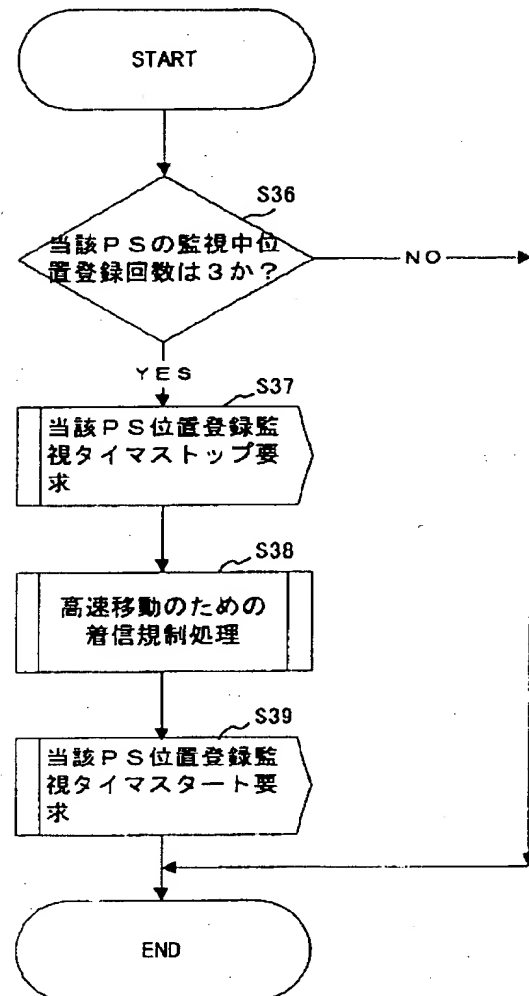 START
S36
当該PSの監視中位
置登録回数は3か?
NO
YES
S37
当該PS位置登録監
視タイマストップ要
求
S38
高速移動のための
着信規制処理
S39
当該PS位置登録監
視タイマスタート要
求
END